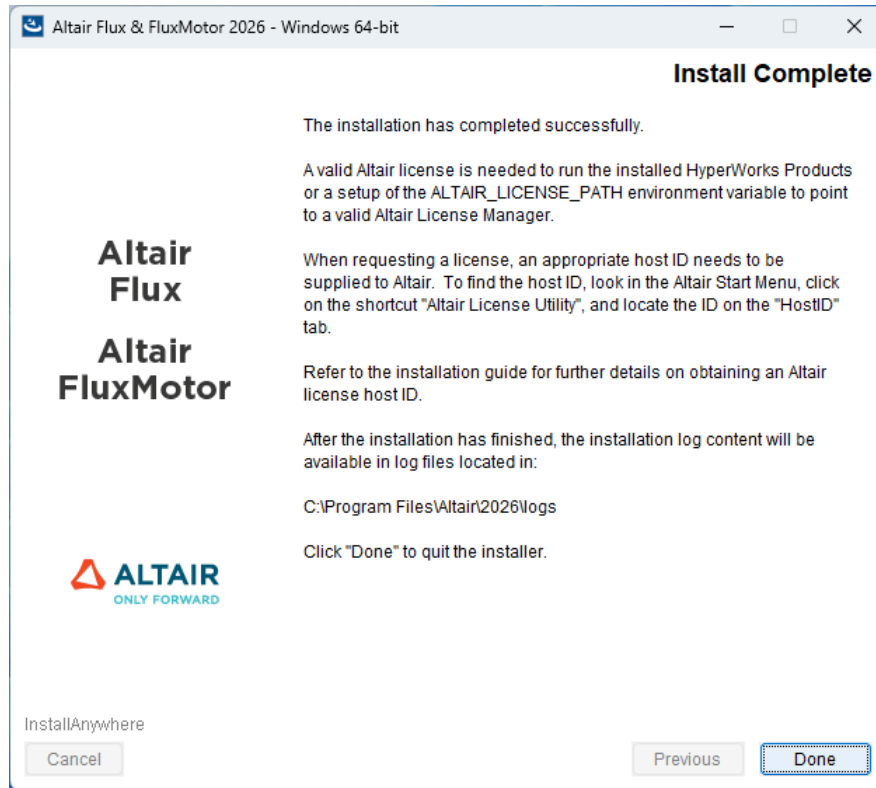 Altair Flux & FluxMotor 2026 - Windows 64-bit
Install Complete
The installation has completed successfully.
A valid Altair license is needed to run the installed HyperWorks Products
or a setup of the ALTAIR_LICENSE_PATH environment variable to point
to a valid Altair License Manager.
When requesting a license, an appropriate host ID needs to be
supplied to Altair.  To find the host ID, look in the Altair Start Menu, click
on the shortcut "Altair License Utility", and locate the ID on the "HostID"
tab.
Refer to the installation guide for further details on obtaining an Altair
license host ID.
After the installation has finished, the installation log content will be
available in log files located in:
C:\Program Files\Altair\2026\logs
Click "Done" to quit the installer.
Altair
Flux
Altair
FluxMotor
ALTAIR
ONLY FORWARD
InstallAnywhere
Cancel
Previous
Done